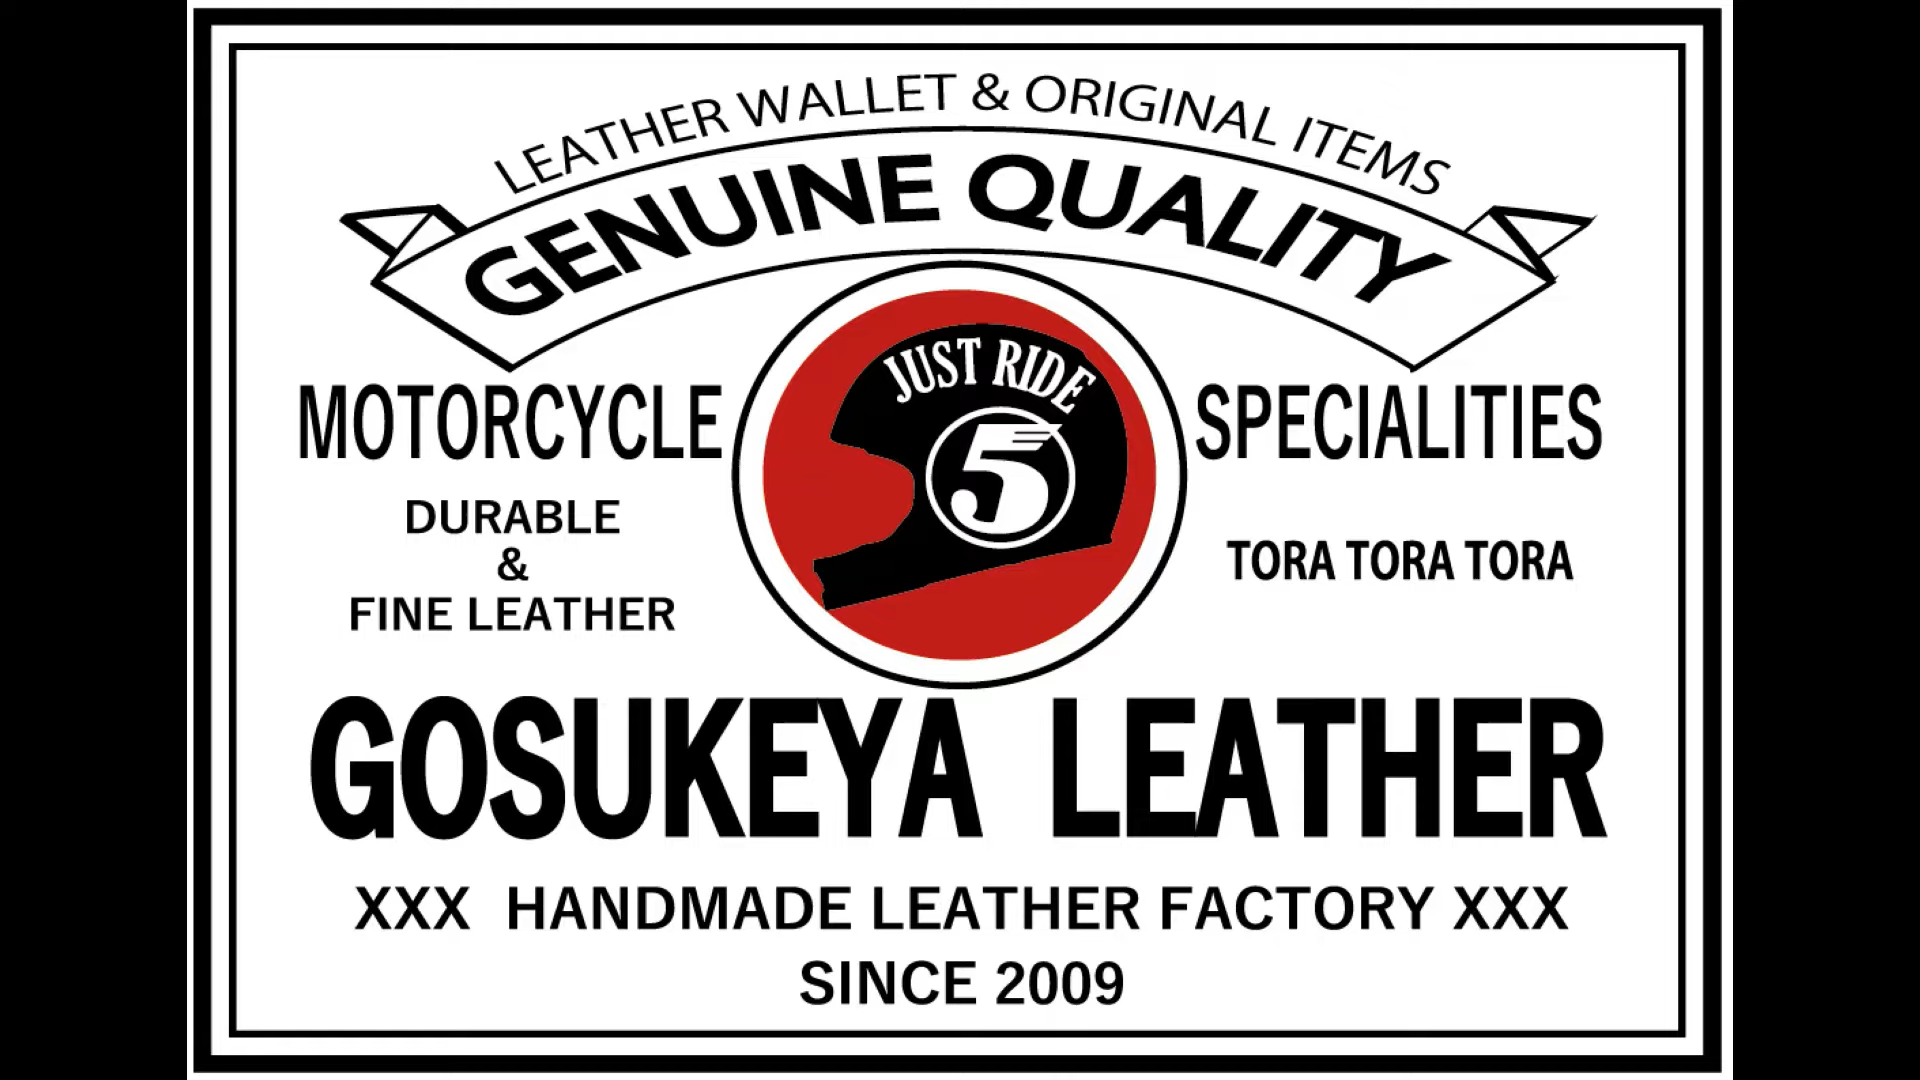 LEATHER WALLET & ORIGINAL ITEMS
GENUINE QUALITY
JUST RIDE
5
MOTORCYCLE
SPECIALITIES
DURABLE
&
FINE LEATHER
TORA TORA TORA
GOSUKEYA LEATHER
XXX HANDMADE LEATHER FACTORY XXX
SINCE 2009